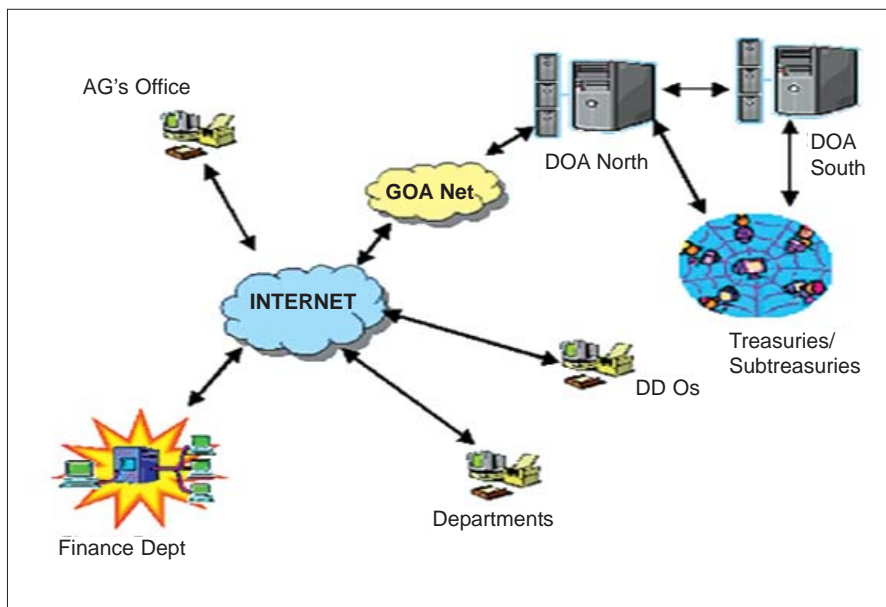 AG's Office
DOA North
DOA
South
GOA Net
INTERNET
Treasuries/
Subtreasuries
DD Os
Departments
Finance Dept